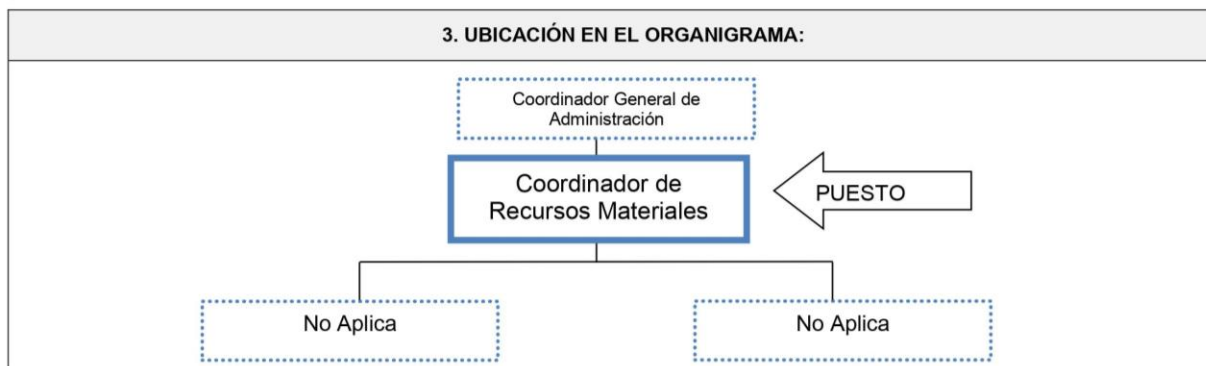 3. UBICACIÓN EN EL ORGANIGRAMA:
Coordinador General de
Administración
Coordinador de
Recursos Materiales
PUESTO
No Aplica
No Aplica